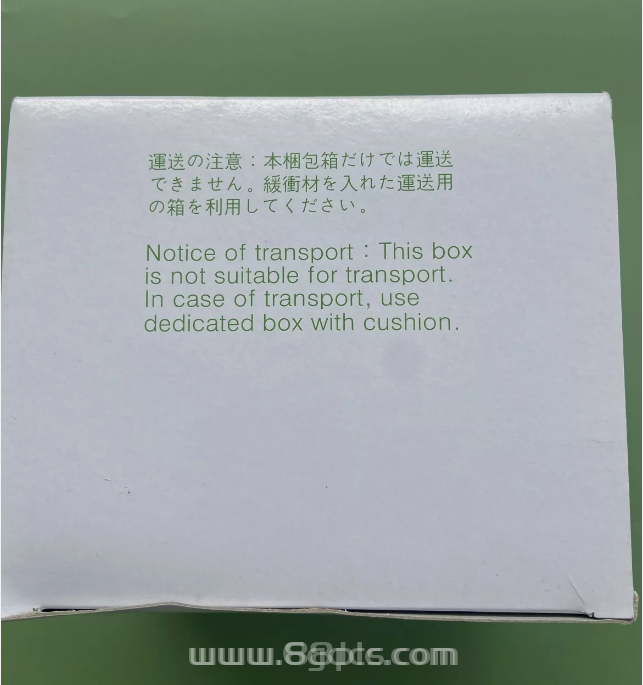 運送の注意：本梱包箱だけでは運送
できません。緩衝材を入れた運送用
の箱を利用してください。
Notice of transport : This box
is not suitable for transport.
In case of transport, use
dedicated box with cushion.